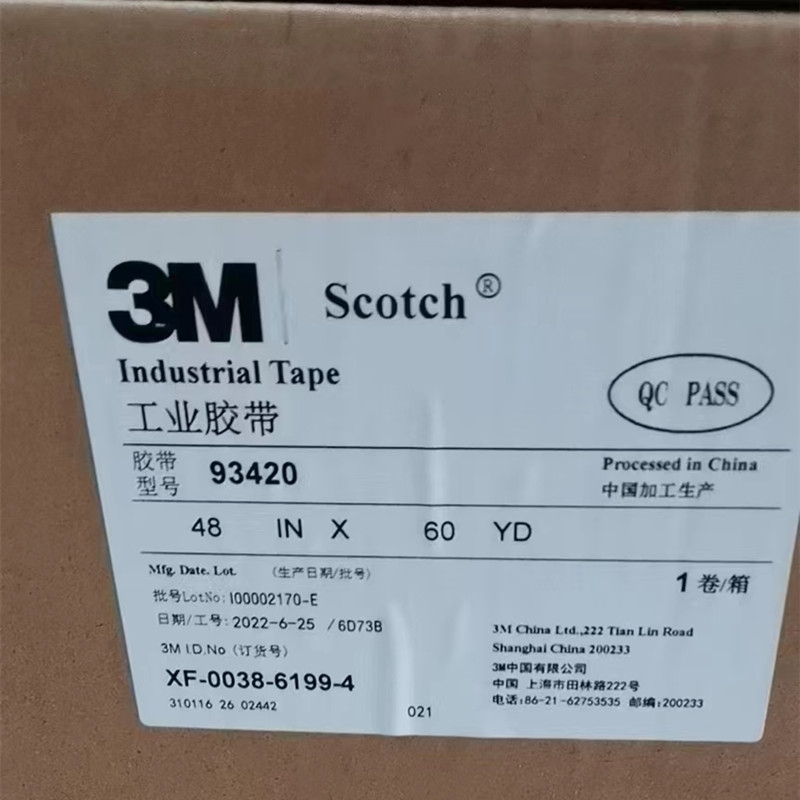 3M Scotch®
Industrial Tape
工业胶带
QC PASS
胶带
型号 93420
Processed in China
中国加工生产
48 IN X 60 YD
Mfg. Date. Lot. (生产日期/批号)
1 卷/箱
批号LotNo: I00002170-E
日期/工号: 2022-6-25 /6D73B
3M I.D.No (订货号)
XF-0038-6199-4
310116 26 02442
021
3M China Ltd.,222 Tian Lin Road
Shanghai China 200233
3M中国有限公司
中国 上海市田林路222号
电话:86-21-62753535 邮编:200233